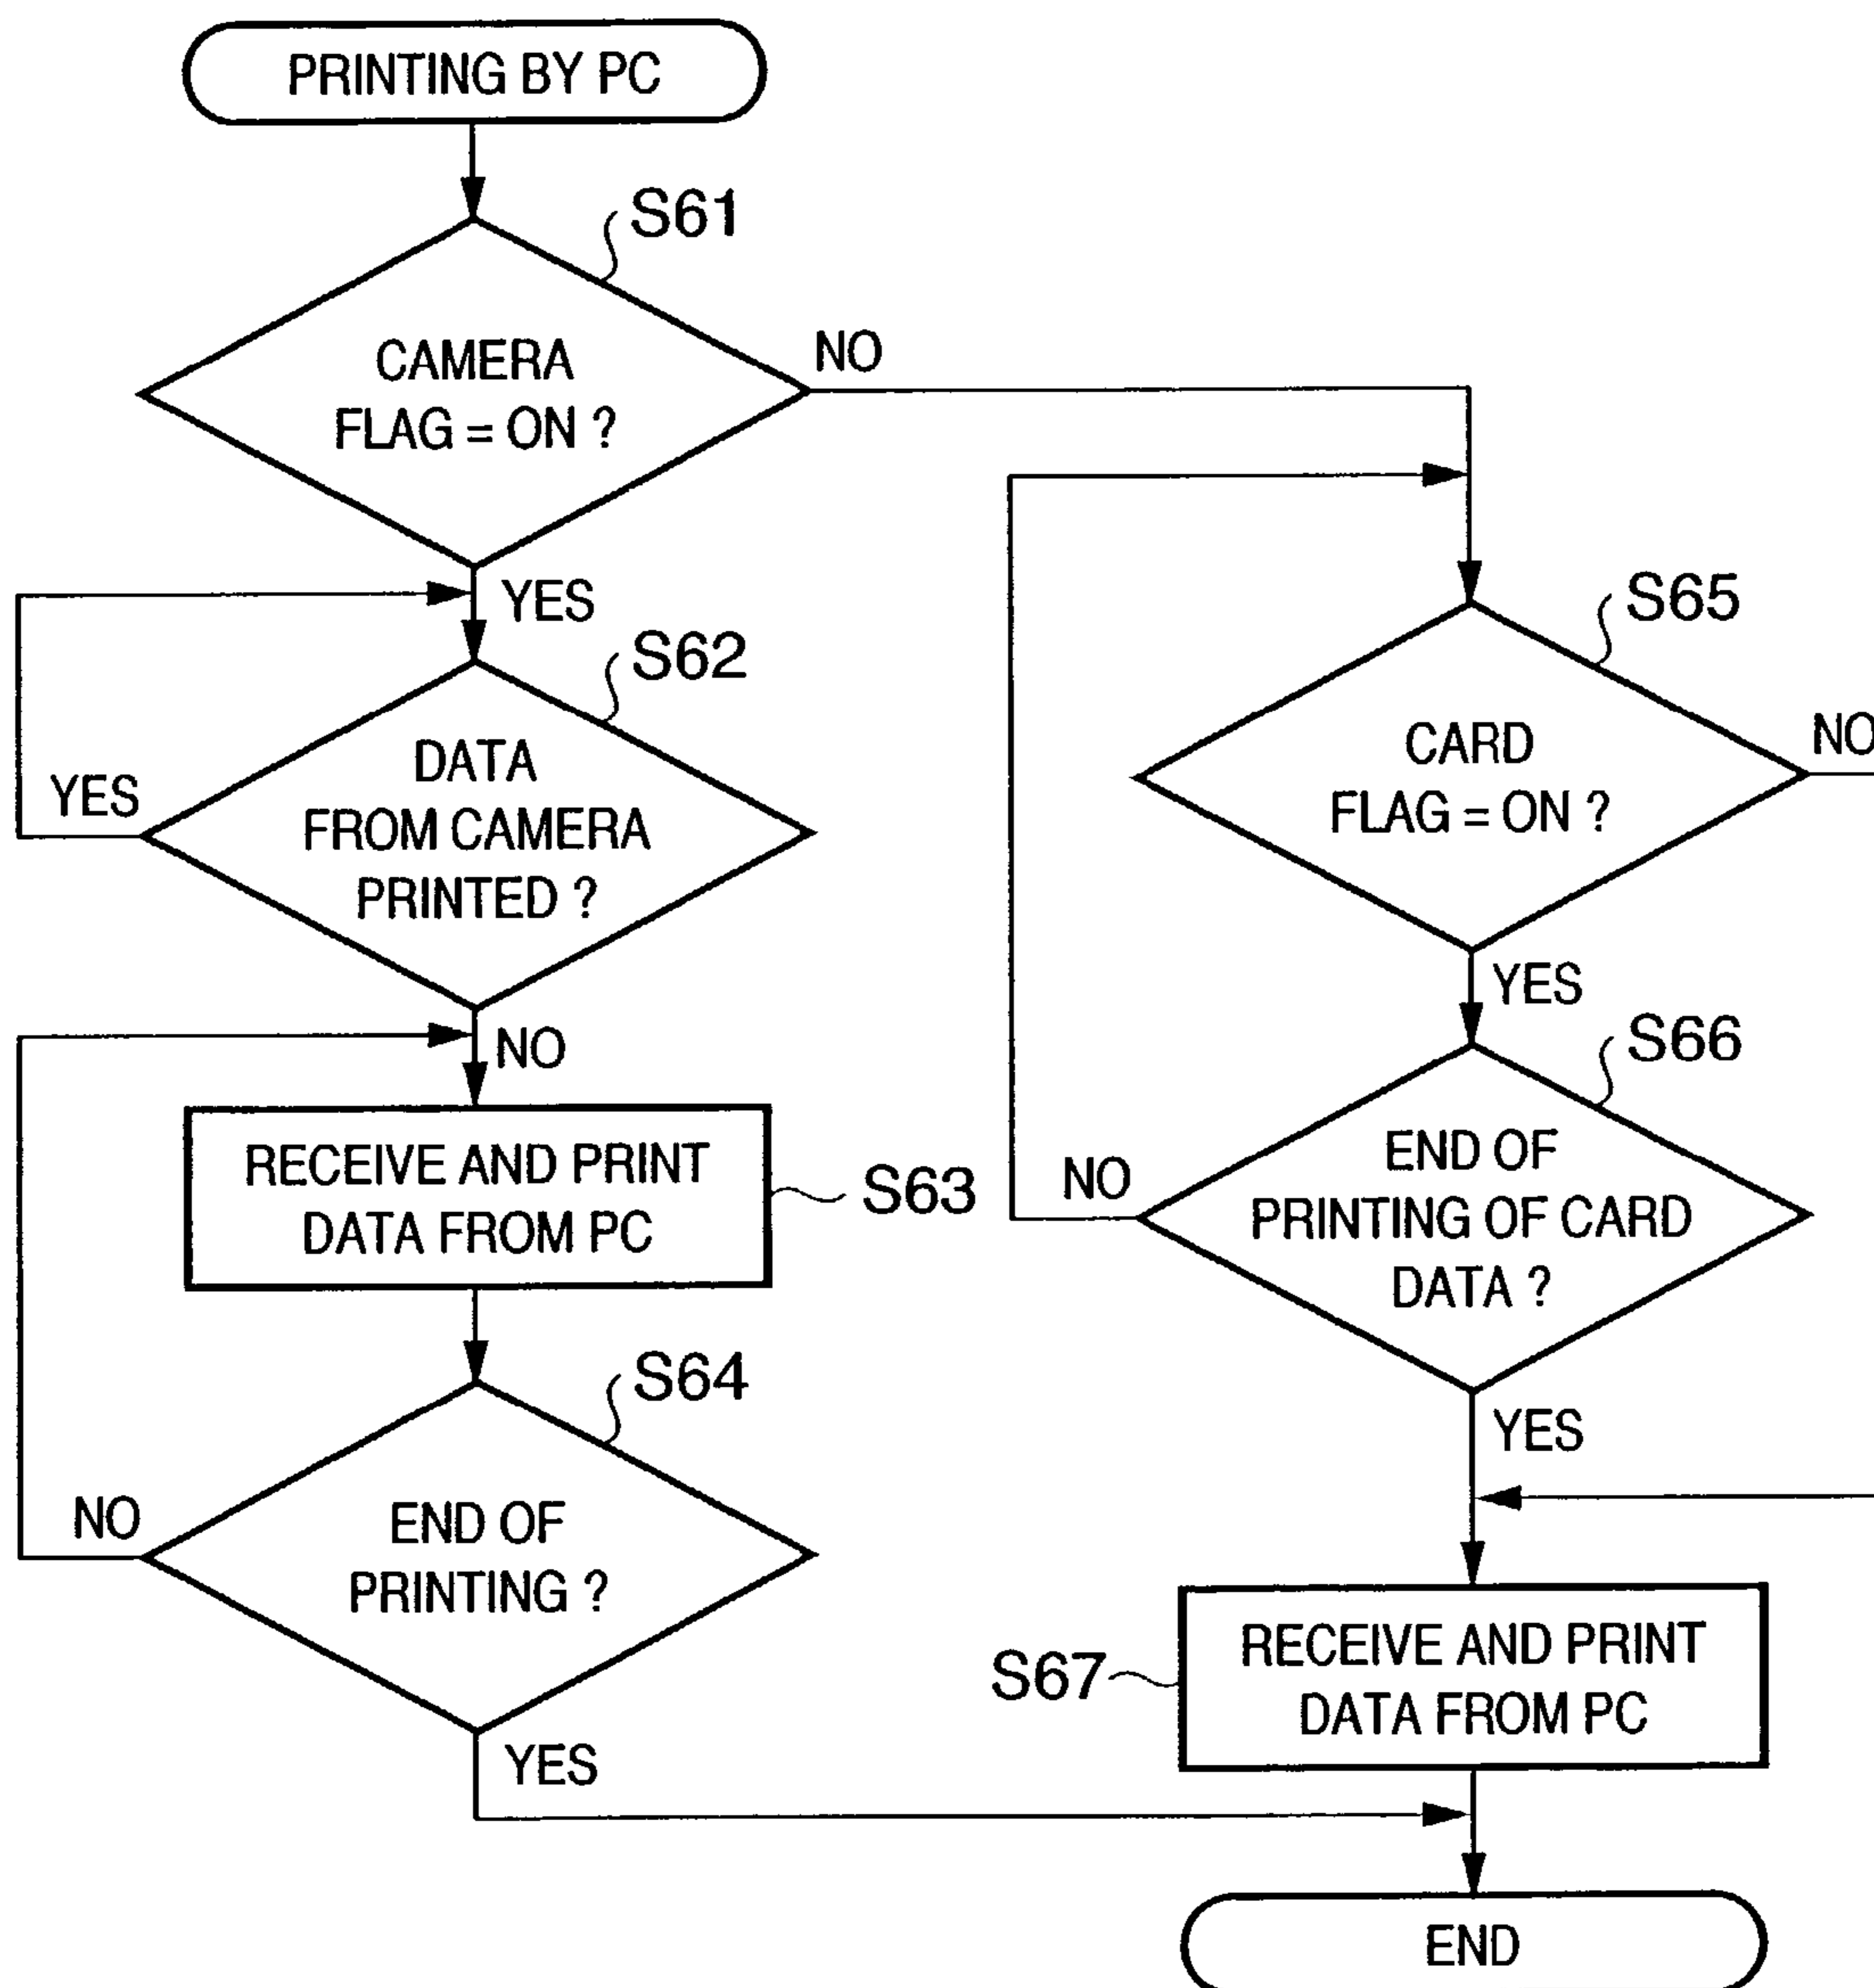 PRINTING BY PC
S61
CAMERA
FLAG = ON ?
NO
YES
S62
DATA
FROM CAMERA
PRINTED ?
YES
NO
RECEIVE AND PRINT
DATA FROM PC
S63
S64
END OF
PRINTING ?
NO
YES
S65
CARD
FLAG = ON ?
NO
YES
S66
END OF
PRINTING OF CARD
DATA ?
NO
YES
RECEIVE AND PRINT
DATA FROM PC
S67
END